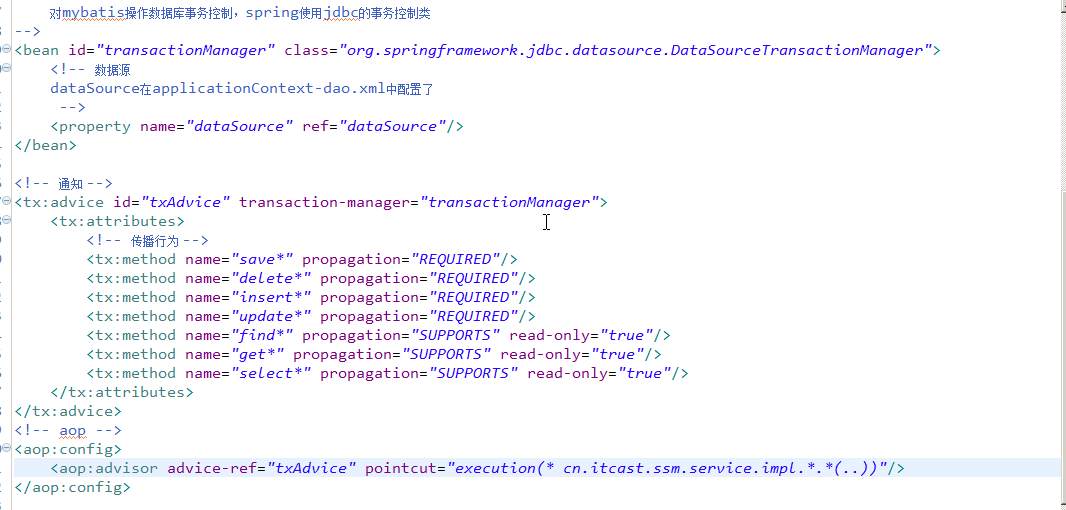 对mybatis操作数据库事务控制，spring使用jdbc的事务控制类
-->
<bean id="transactionManager" class="org.springframework.jdbc.datasource.DataSourceTransactionManager">
<!-- 数据源
dataSource在applicationContext-dao.xml中配置了
-->
<property name="dataSource" ref="dataSource"/>
</bean>
<!-- 通知 -->
<tx:advice id="txAdvice" transaction-manager="transactionManager">
<tx:attributes>
<!-- 传播行为 -->
<tx:method name="save*" propagation="REQUIRED"/>
<tx:method name="delete*" propagation="REQUIRED"/>
<tx:method name="insert*" propagation="REQUIRED"/>
<tx:method name="update*" propagation="REQUIRED"/>
<tx:method name="find*" propagation="SUPPORTS" read-only="true"/>
<tx:method name="get*" propagation="SUPPORTS" read-only="true"/>
<tx:method name="select*" propagation="SUPPORTS" read-only="true"/>
</tx:attributes>
</tx:advice>
<!-- aop -->
<aop:config>
<aop:advisor advice-ref="txAdvice" pointcut="execution(* cn.itcast.ssm.service.impl.*.*(..))"/>
</aop:config>